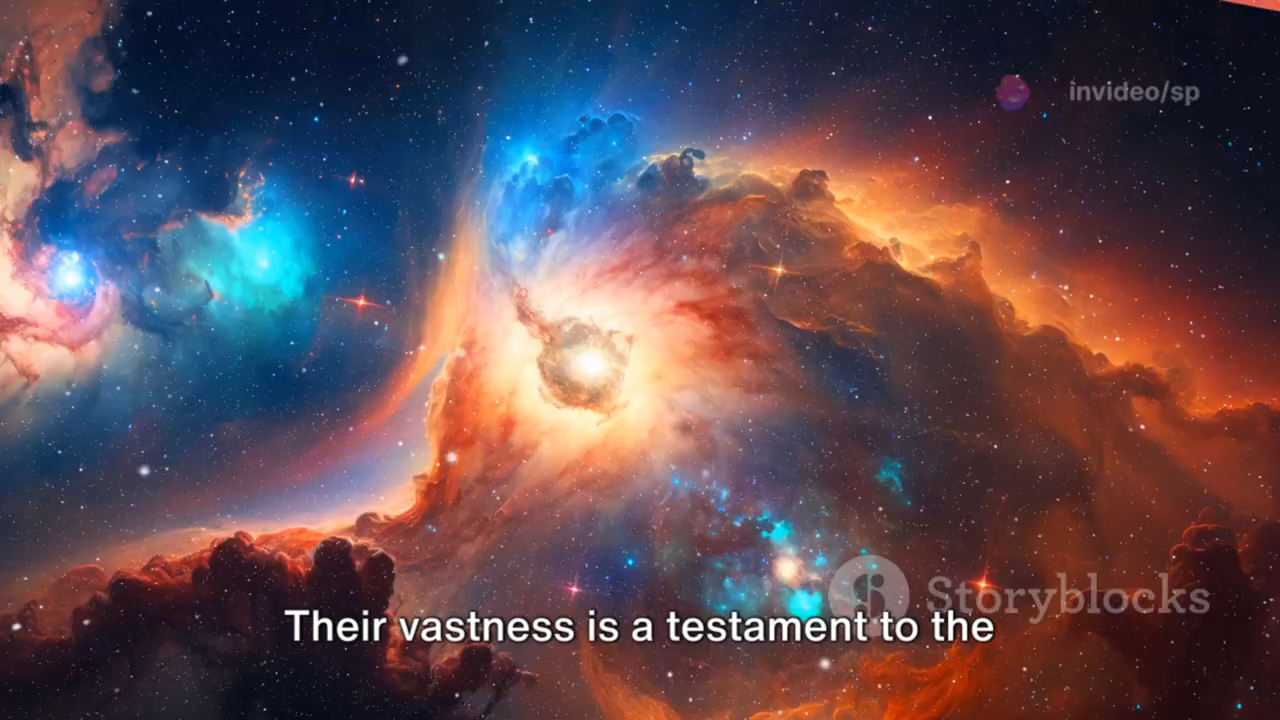 invideo/sp
Storyblocks
Their vastness is a testament to the